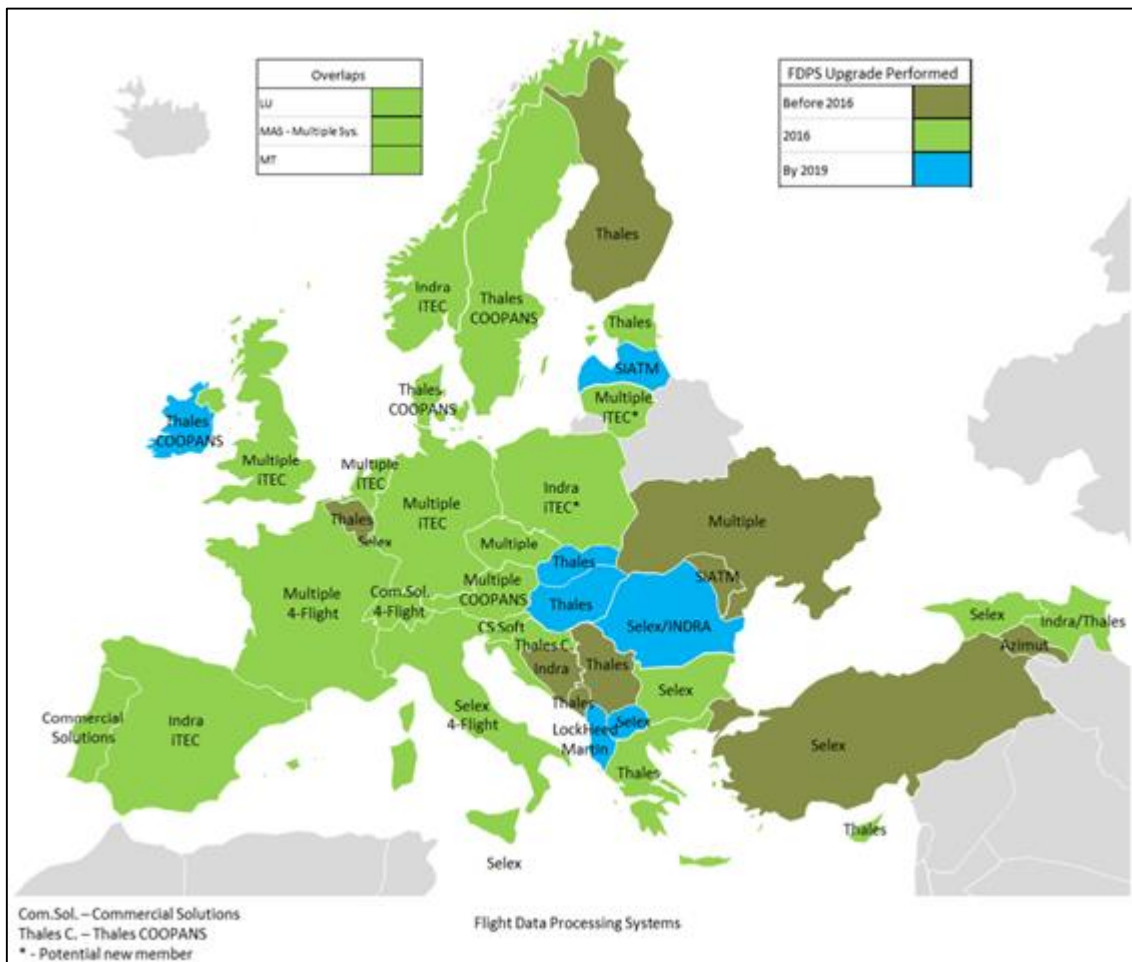 Overlaps
LU
MAS - Multiple Sys.
MT
FDPS Upgrade Performed
Before 2016
2016
By 2019
Thales
Indra
iTEC
Thales
COOPANS
Thales
SIATM
Multiple
iTEC*
Thales
COOPANS
Thales
COOPANS
Multiple
iTEC
Multiple
iTEC
Multiple
iTEC
Indra
iTEC*
Thales
Selex
Multiple
Multiple
Thales
SIATM
Multiple
4-Flight
Com.Sol.
4-Flight
Multiple
COOPANS
Thales
Selex/INDRA
CS Soft
Thales C.
Indra
Thales
Selex
Indra/Thales
Azimut
Thales
Selex
Selex
4-Flight
LockHeed
Martin
Selex
Commercial
Solutions
Indra
iTEC
Selex
Thales
Thales
Selex
Com.Sol. – Commercial Solutions
Thales C. – Thales COOPANS
* - Potential new member
Flight Data Processing Systems